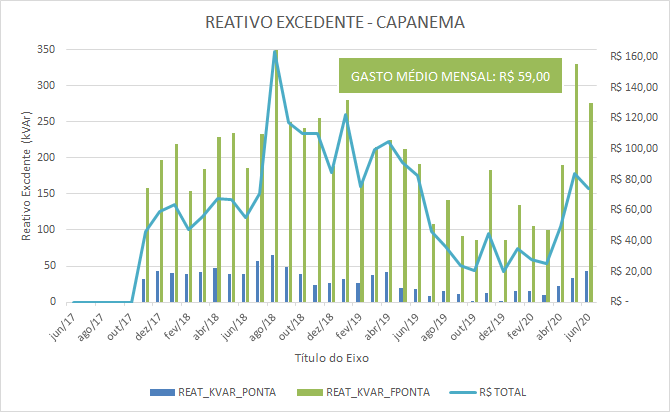 REATIVO EXCEDENTE - CAPANEMA
GASTO MÉDIO MENSAL: R$ 59,00
Reativo Excdente (kVAr)
350
300
250
200
150
100
50
0
R$ 160,00
R$ 140,00
R$ 120,00
R$ 100,00
R$ 80,00
R$ 60,00
R$ 40,00
R$ 20,00
R$ -
jun/17
ago/17
out/17
dez/17
fev/18
abr/18
jun/18
ago/18
out/18
dez/18
fev/19
abr/19
jun/19
ago/19
out/19
dez/19
fev/20
abr/20
jun/20
Título do Eixo
REAT_KVAR_PONTA
REAT_KVAR_FPONTA
R$ TOTAL